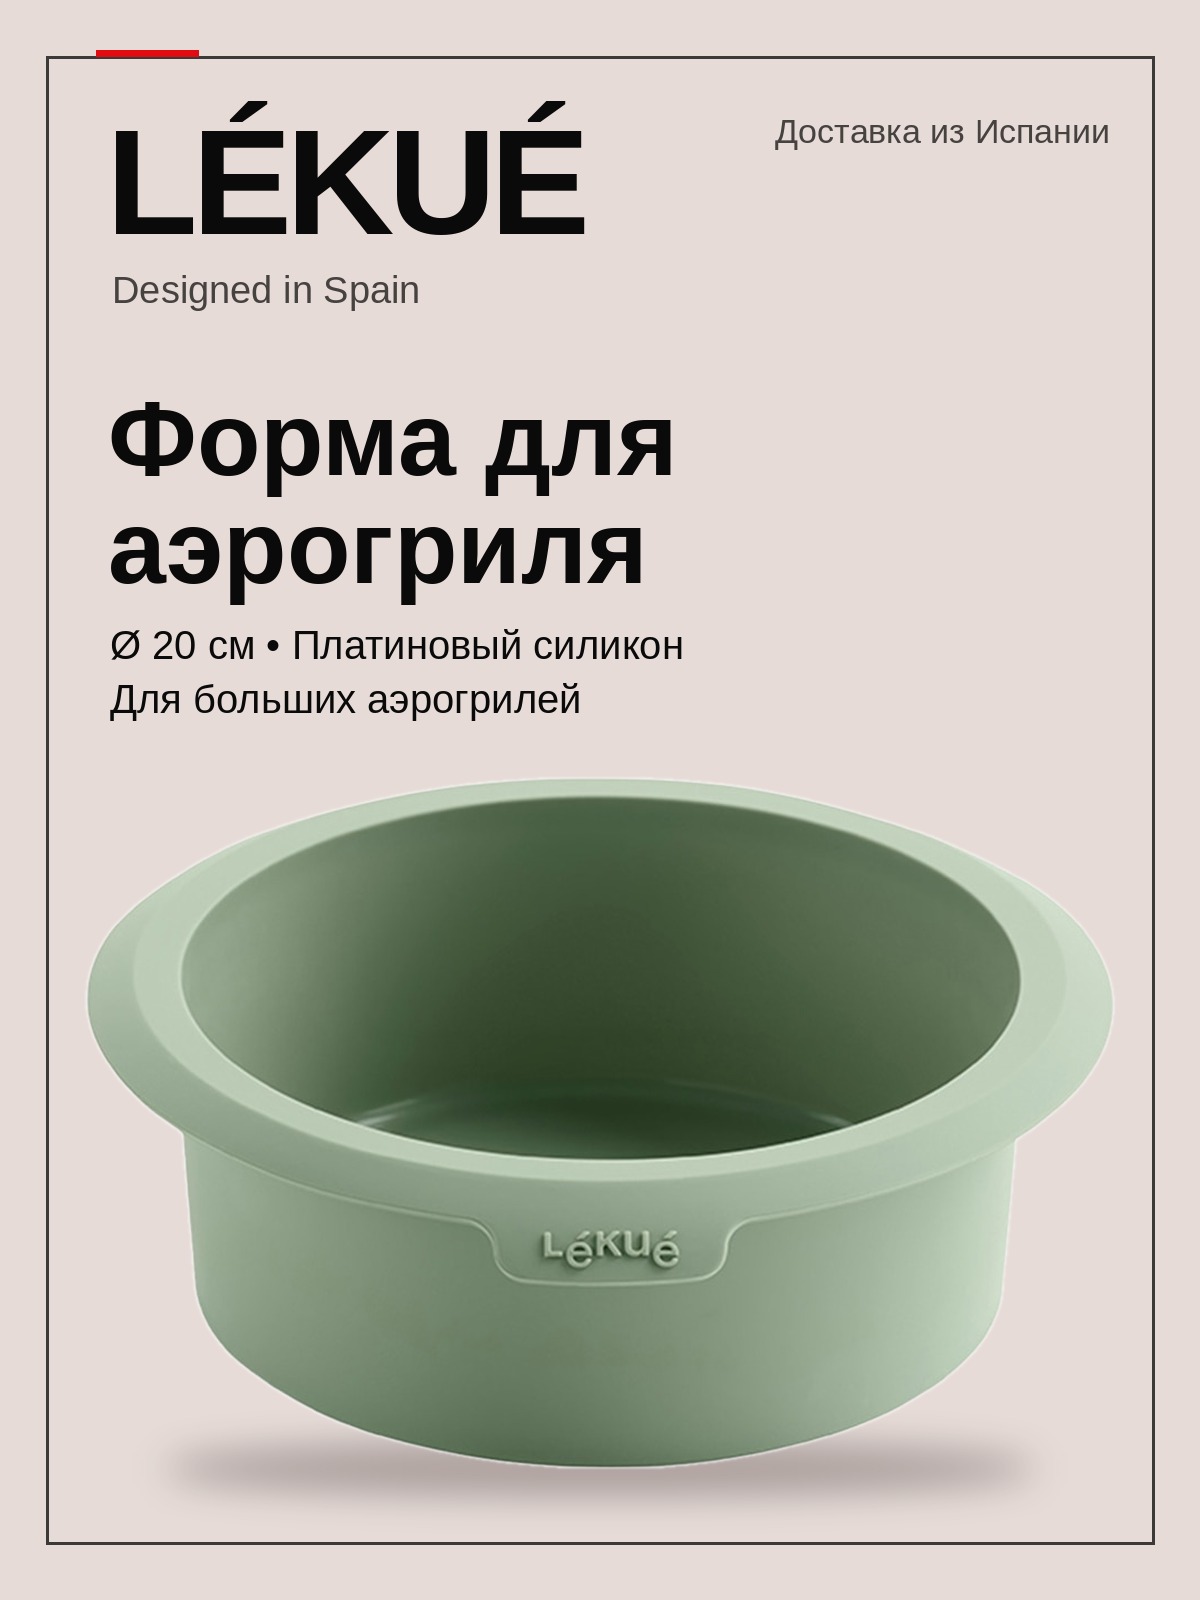 LÉKUÉ
Доставка из Испании
Designed in Spain
Форма для
аэрогриля
Ø 20 см • Платиновый силикон
Для больших аэрогрилей
Lékué